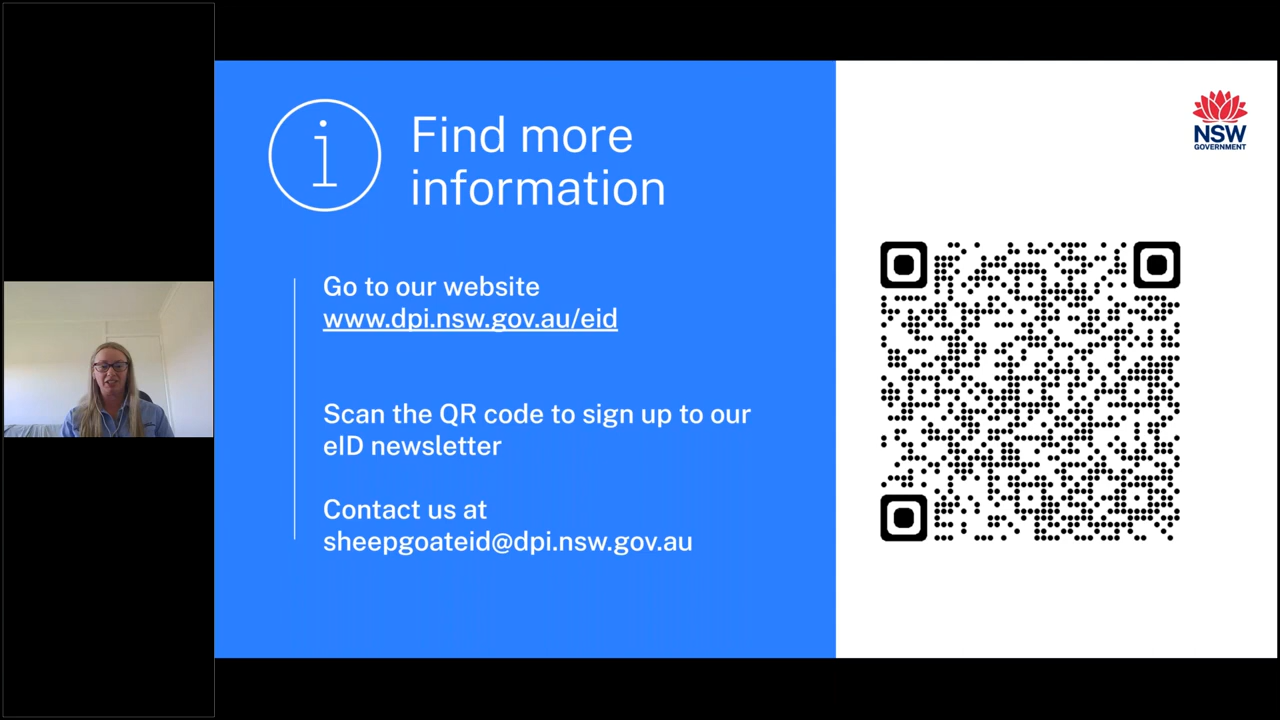 i
Find more
information
Go to our website
www.dpi.nsw.gov.au/eid
Scan the QR code to sign up to our
eID newsletter
Contact us at
sheepgoateid@dpi.nsw.gov.au
NSW
GOVERNMENT